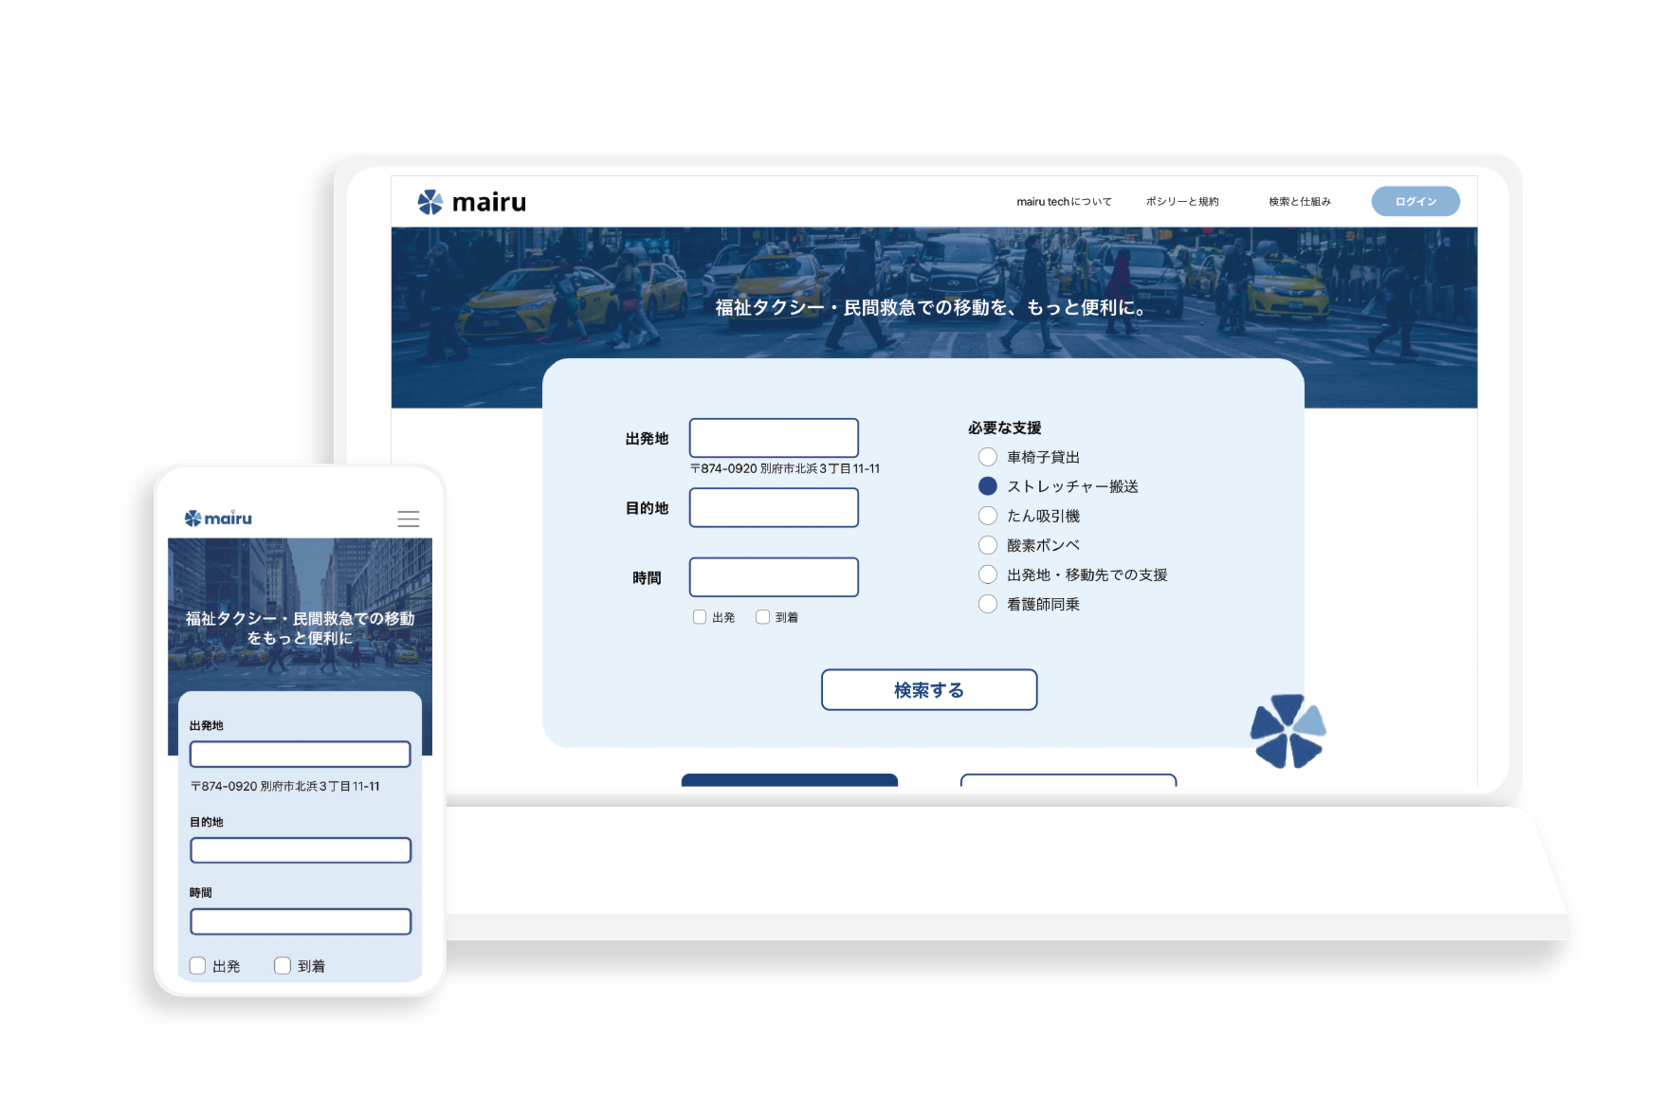 mairu
mairu techについて
ポシリーと規約
検索と仕組み
ログイン
福祉タクシー・民間救急での移動を、もっと便利に。
出発地
〒874-0920 別府市北浜３丁目11-11
目的地
時間
出発
到着
必要な支援
車椅子貸出
ストレッチャー搬送
たん吸引機
酸素ボンベ
出発地・移動先での支援
看護師同乗
検索する
mairu
福祉タクシー・民間救急での移動
をもっと便利に
出発地
〒874-0920 別府市北浜３丁目11-11
目的地
時間
出発
到着